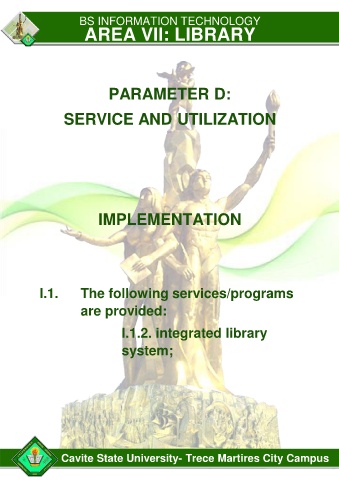 BS INFORMATION TECHNOLOGY
AREA VII: LIBRARY
PARAMETER D:
SERVICE AND UTILIZATION
IMPLEMENTATION
I.1. The following services/programs
are provided:
I.1.2. integrated library
system;
Cavite State University- Trece Martires City Campus